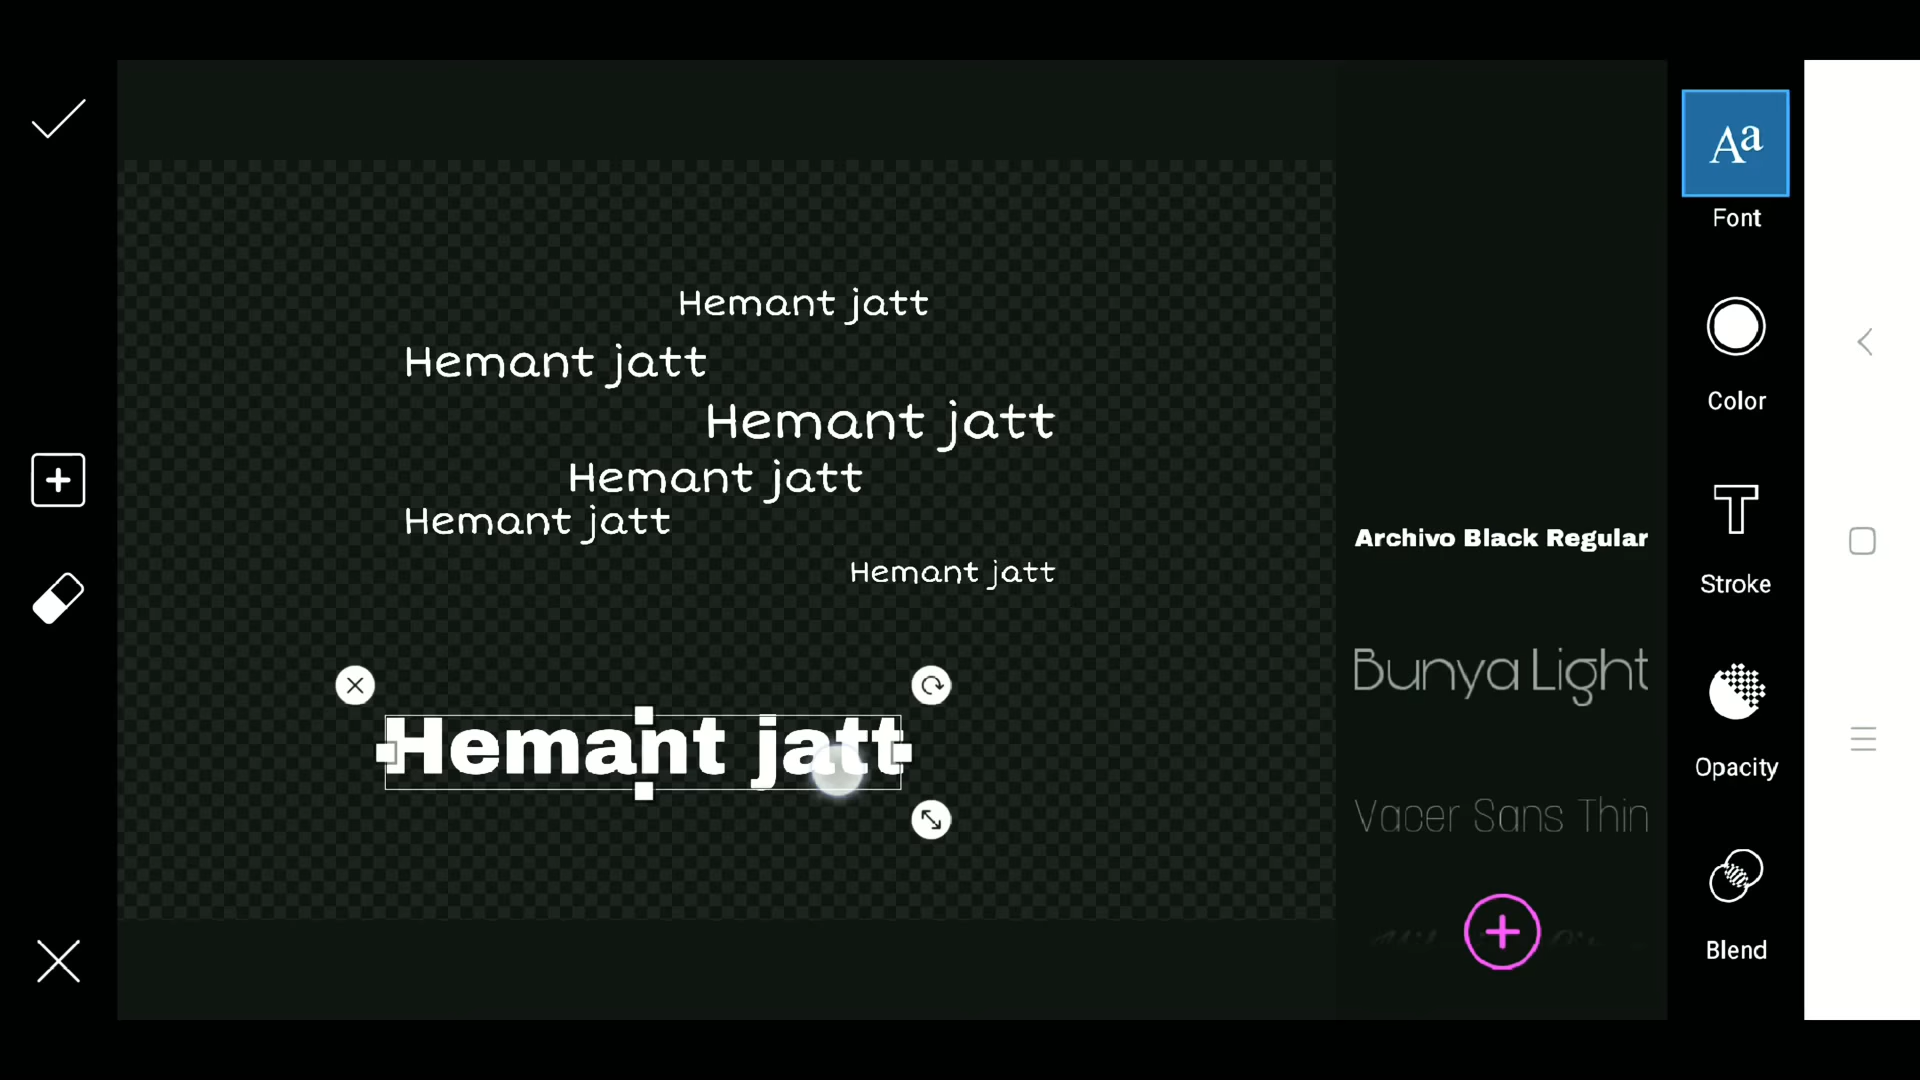 Hemant jatt
Hemant jatt
Hemant jatt
Hemant jatt
Hemant jatt
Hemant jatt
Hemant jatt
Archivo Black Regular
Bunya Light
Vacer Sans Thin
Aa
Font
Color
T
Stroke
Opacity
Blend